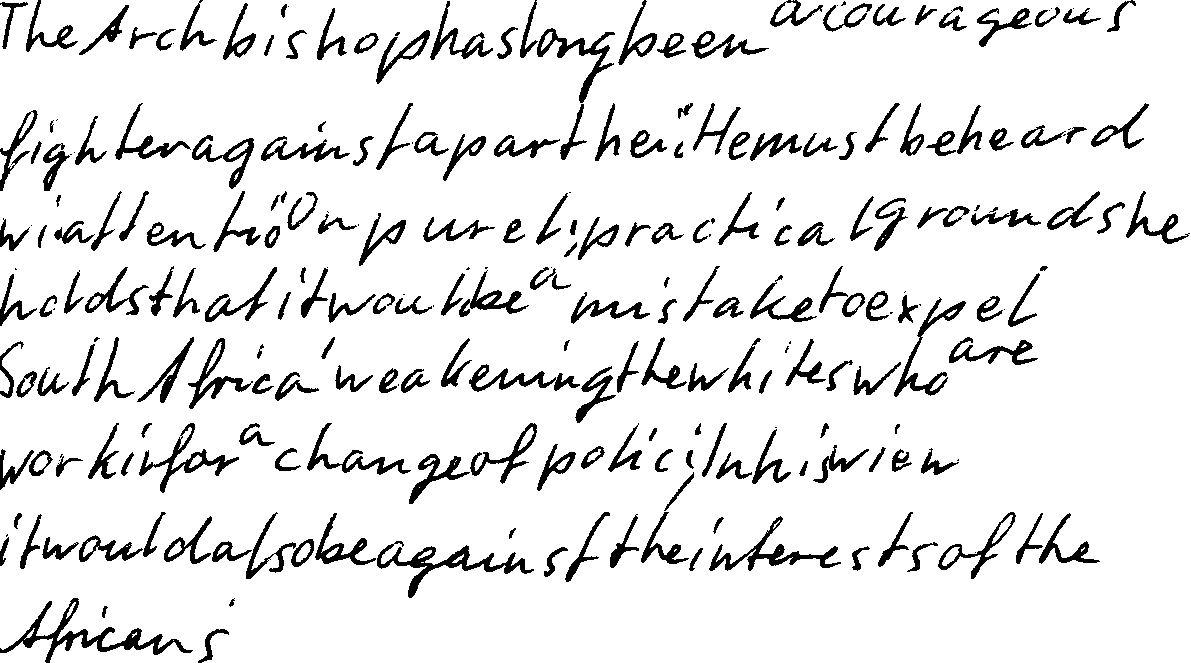 The Archbishop has long been a courageous
fighter against apartheid. He must be heard
with attention. On purely practical grounds he
holds that it would be a mistake to expel
South Africa weakening the whites who are
working for a change of policy. In his view
it would also be against the interests of the
Africans